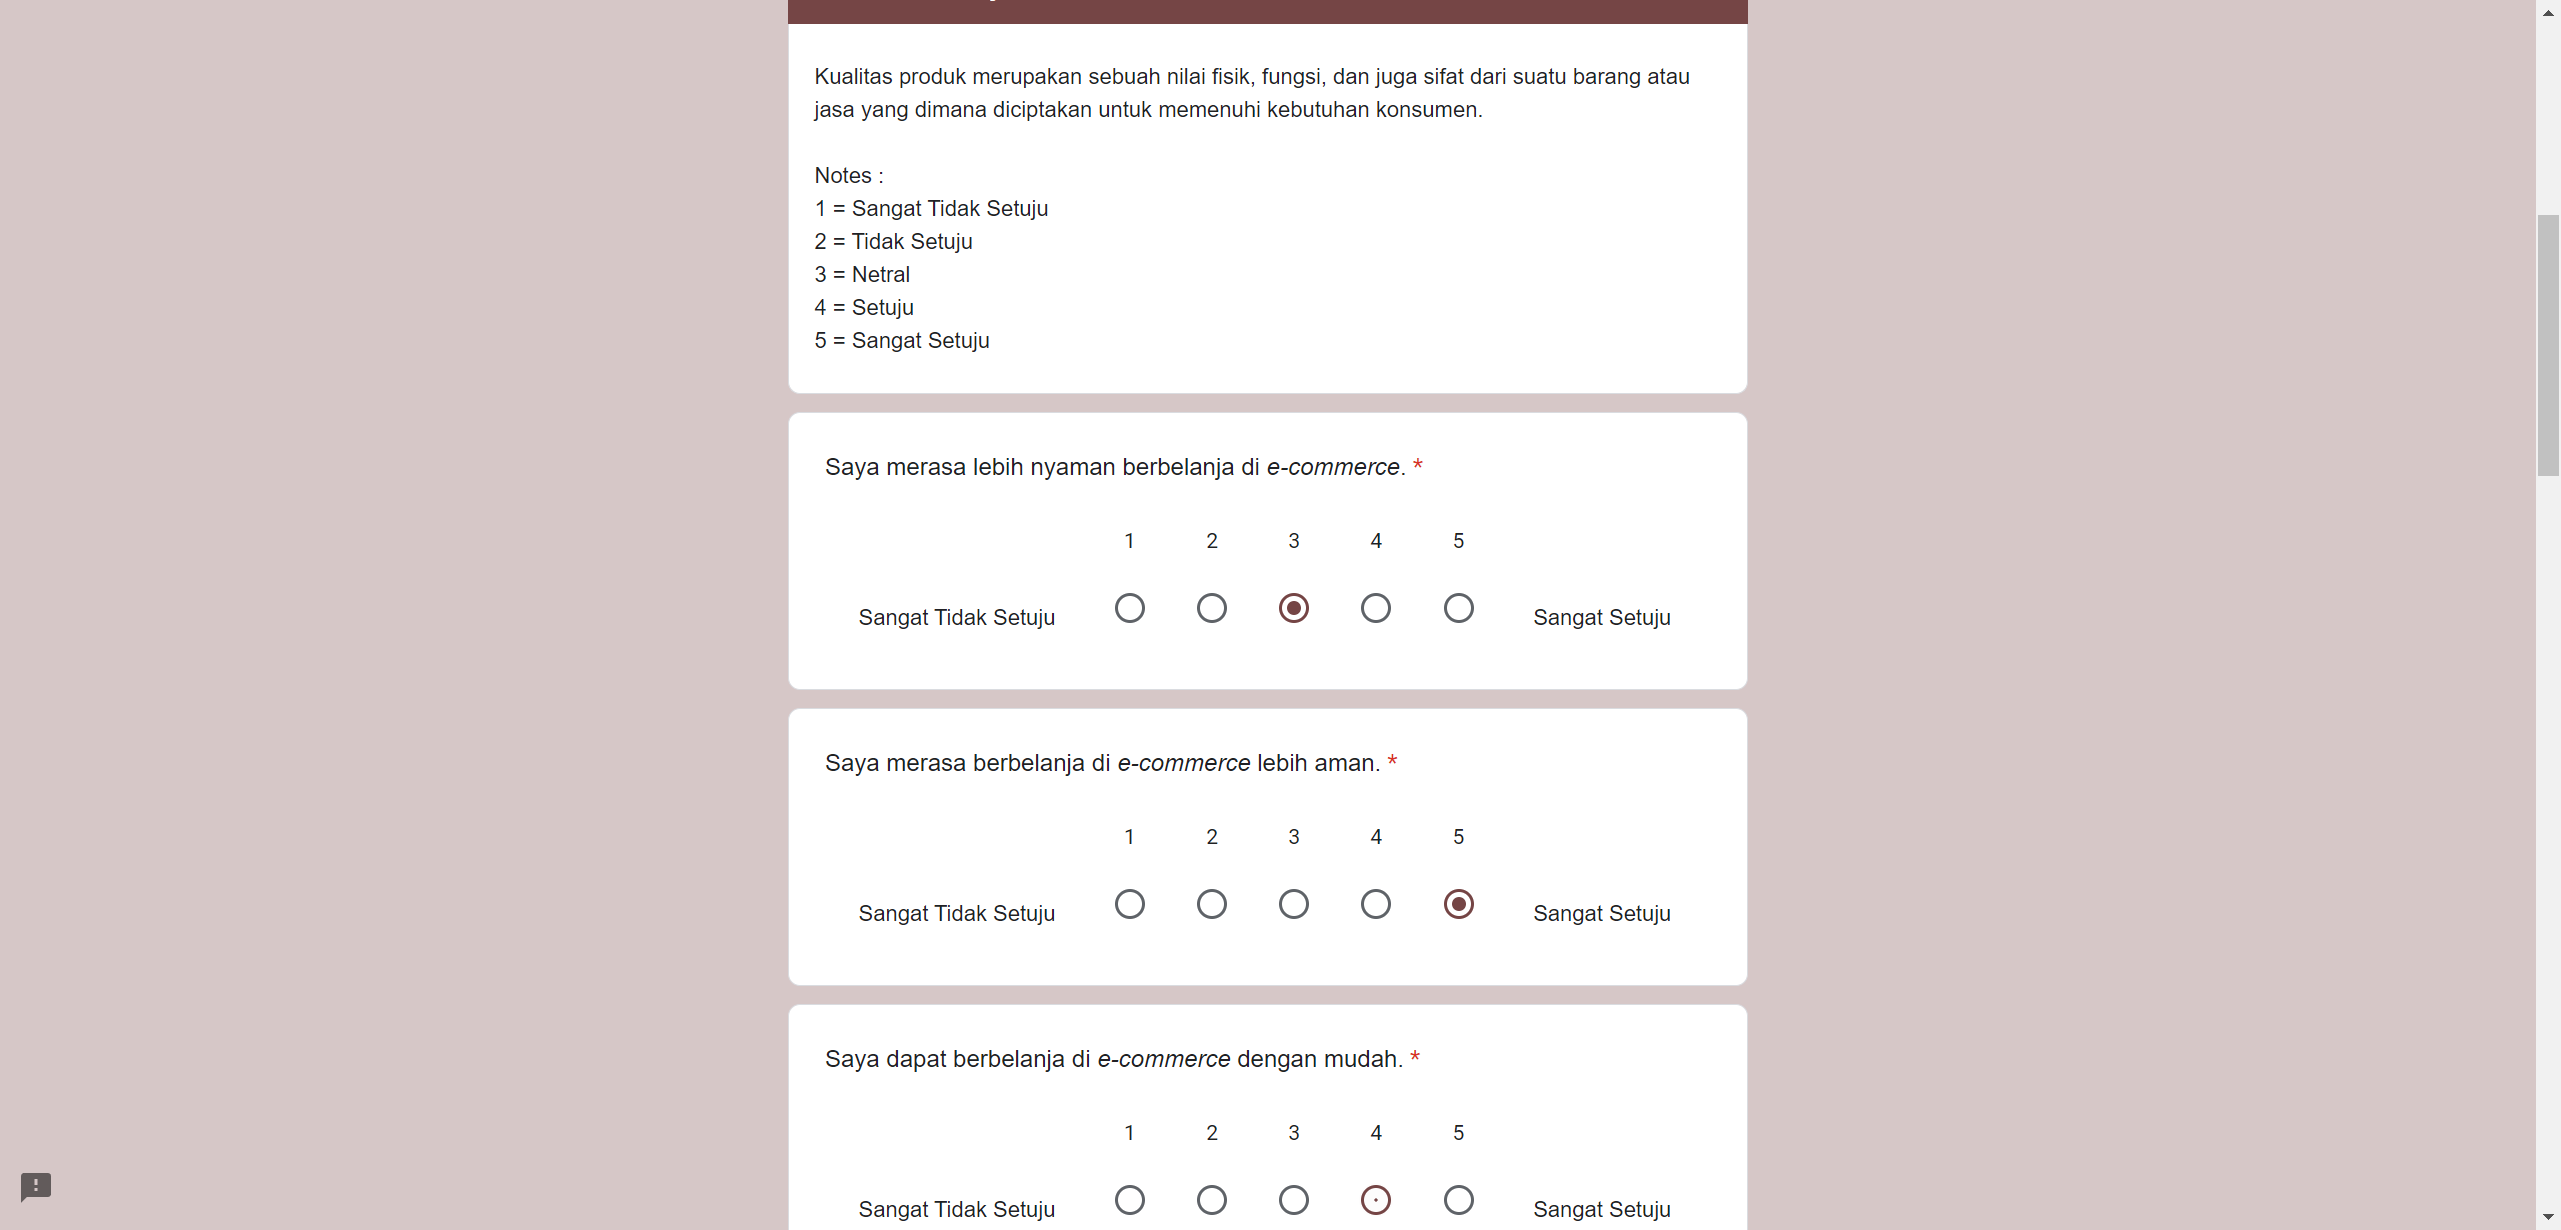 Kualitas produk merupakan sebuah nilai fisik, fungsi, dan juga sifat dari suatu barang atau
jasa yang dimana diciptakan untuk memenuhi kebutuhan konsumen.
Notes :
1 = Sangat Tidak Setuju
2 = Tidak Setuju
3 = Netral
4 = Setuju
5 = Sangat Setuju
Saya merasa lebih nyaman berbelanja di e-commerce. *
1 2 3 4 5
Sangat Tidak Setuju Sangat Setuju
Saya merasa berbelanja di e-commerce lebih aman. *
1 2 3 4 5
Sangat Tidak Setuju Sangat Setuju
Saya dapat berbelanja di e-commerce dengan mudah. *
1 2 3 4 5
Sangat Tidak Setuju Sangat Setuju